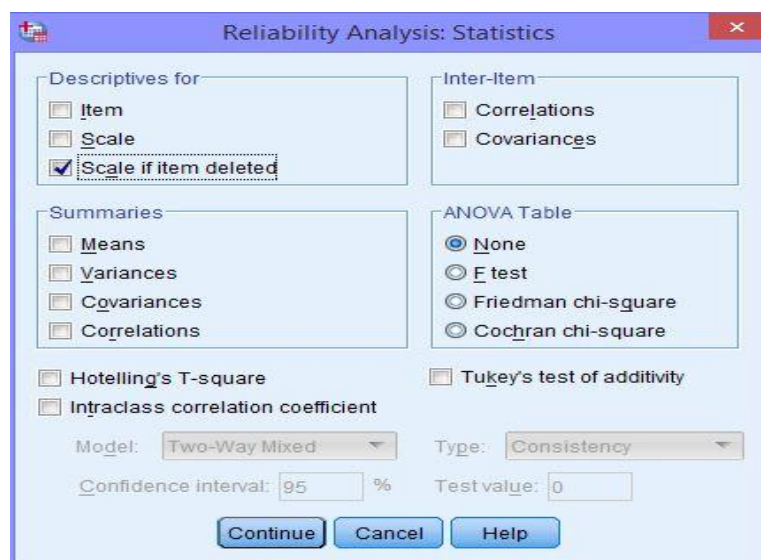 Reliability Analysis: Statistics
Descriptives for
Item
Scale
Scale if item deleted
Inter-Item
Correlations
Covariances
Summaries
Means
Variances
Covariances
Correlations
ANOVA Table
None
F test
Friedman chi-square
Cochran chi-square
Hotelling's T-square
Tukey's test of additivity
Intraclass correlation coefficient
Model: Two-Way Mixed
Type: Consistency
Confidence interval: 95 %
Test value: 0
Continue
Cancel
Help